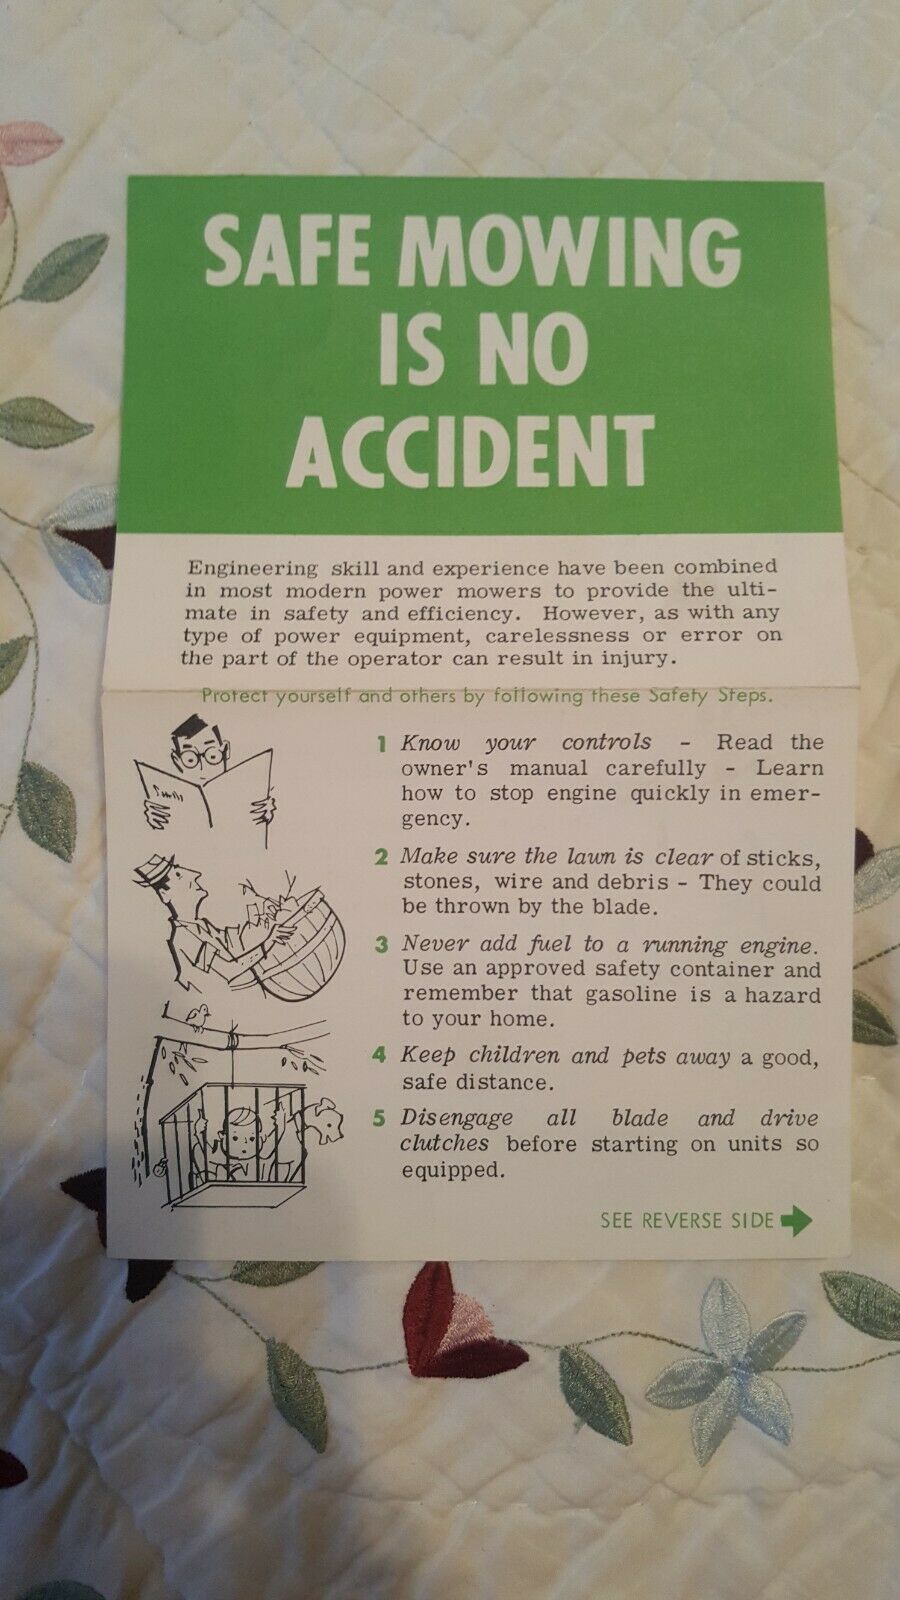 SAFE MOWING
IS NO
ACCIDENT
Engineering skill and experience have been combined
in most modern power mowers to provide the ulti-
mate in safety and efficiency. However, as with any
type of power equipment, carelessness or error on
the part of the operator can result in injury.
Protect yourself and others by following these Safety Steps.
1 Know your controls - Read the
owner's manual carefully - Learn
how to stop engine quickly in emer-
gency.
2 Make sure the lawn is clear of sticks,
stones, wire and debris - They could
be thrown by the blade.
3 Never add fuel to a running engine.
Use an approved safety container and
remember that gasoline is a hazard
to your home.
4 Keep children and pets away a good,
safe distance.
5 Disengage all blade and drive
clutches before starting on units so
equipped.
SEE REVERSE SIDE